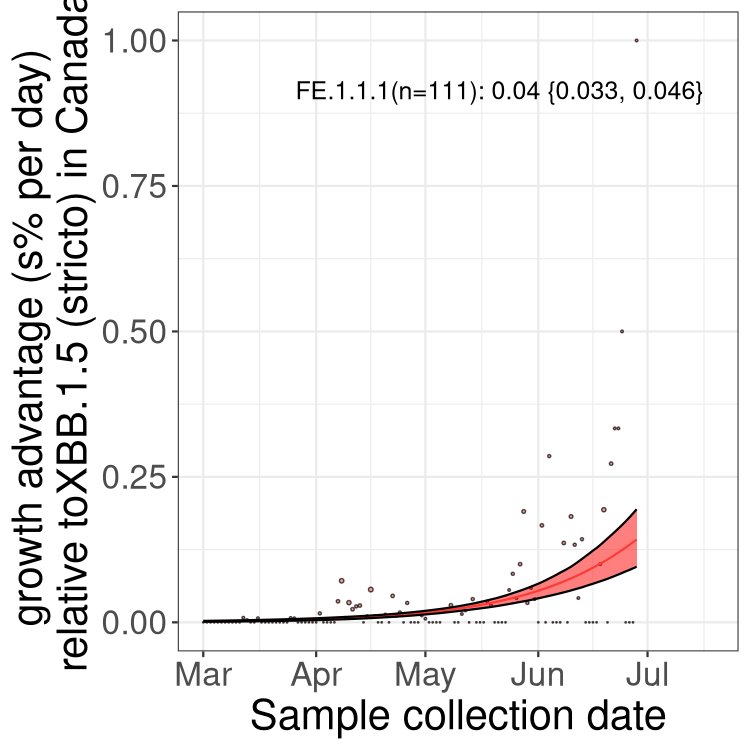 growth advantage (s% per day)
relative toXBB.1.5 (stricto) in Canada
1.00
0.75
0.50
0.25
0.00
FE.1.1.1(n=111): 0.04 {0.033, 0.046}
Mar Apr May Jun Jul
Sample collection date